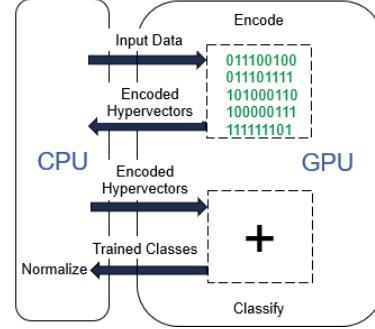 Encode
Input Data
011100100
011101111
101000110
100000111
111111101
Encoded
Hypervectors
CPU
GPU
Encoded
Hypervectors
+
Trained Classes
Normalize
Classify